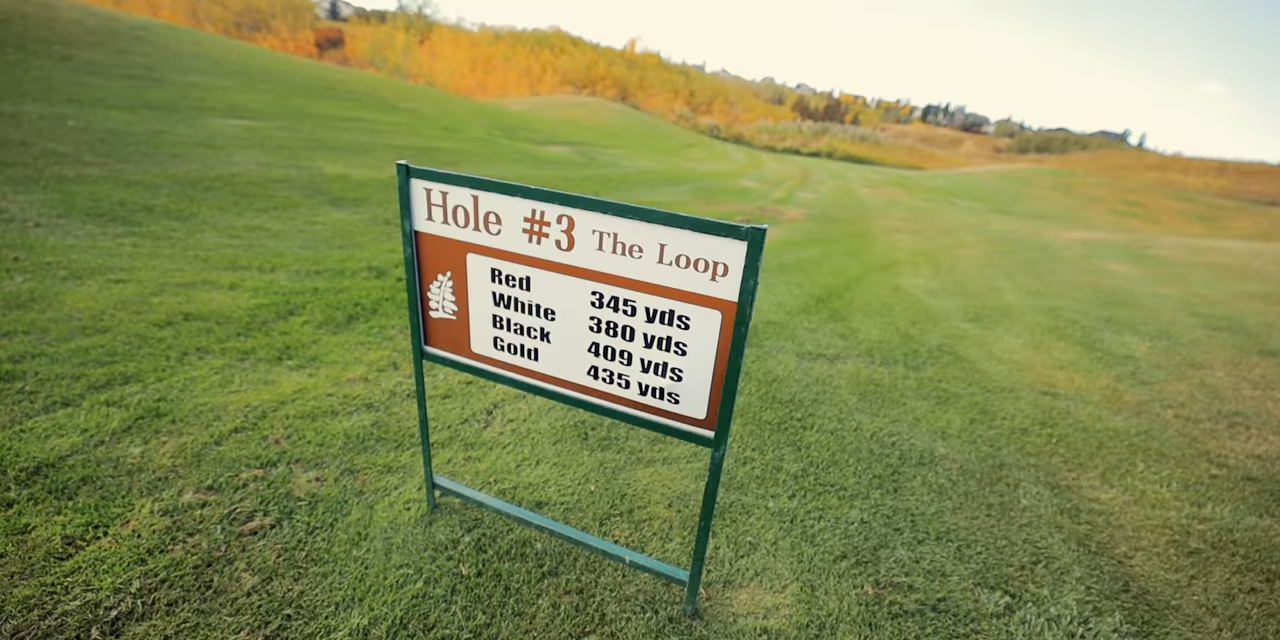 Hole #3 The Loop
Red 345 yds
White 380 yds
Black 409 yds
Gold 435 yds